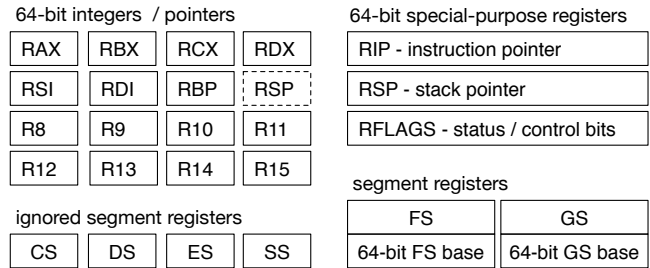 64-bit integers / pointers
RAX RBX RCX RDX
RSI RDI RBP RSP
R8 R9 R10 R11
R12 R13 R14 R15
ignored segment registers
CS DS ES SS
64-bit special-purpose registers
RIP - instruction pointer
RSP - stack pointer
RFLAGS - status / control bits
segment registers
FS GS
64-bit FS base 64-bit GS base